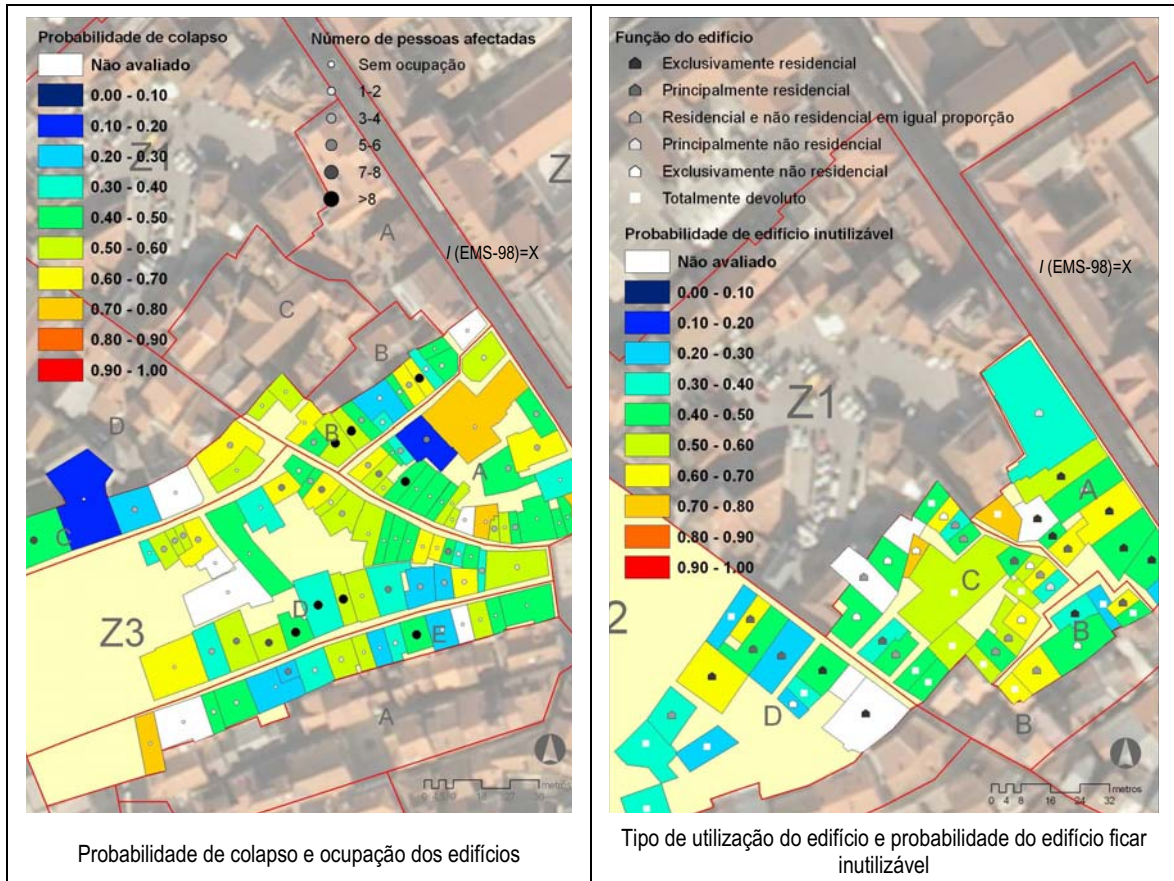 Probabilidade de colapso
Não avaliado
0.00 - 0.10
0.10 - 0.20
0.20 - 0.30
0.30 - 0.40
0.40 - 0.50
0.50 - 0.60
0.60 - 0.70
0.70 - 0.80
0.80 - 0.90
0.90 - 1.00
Número de pessoas afectadas
Sem ocupação
1-2
3-4
5-6
7-8
>8
Z1
Z
A
I (EMS-98)=X
C
B
D
B
A
C
D
Z3
E
A
metros
Probabilidade de colapso e ocupação dos edifícios
Função do edifício
Exclusivamente residencial
Principalmente residencial
Residencial e não residencial em igual proporção
Principalmente não residencial
Exclusivamente não residencial
Totalmente devoluto
Probabilidade de edifício inutilizável
Não avaliado
0.00 - 0.10
0.10 - 0.20
0.20 - 0.30
0.30 - 0.40
0.40 - 0.50
0.50 - 0.60
0.60 - 0.70
0.70 - 0.80
0.80 - 0.90
0.90 - 1.00
I (EMS-98)=X
Z1
A
C
2
B
D
B
metros
0 4 8 16 24 32
Tipo de utilização do edifício e probabilidade do edifício ficar
inutilizável